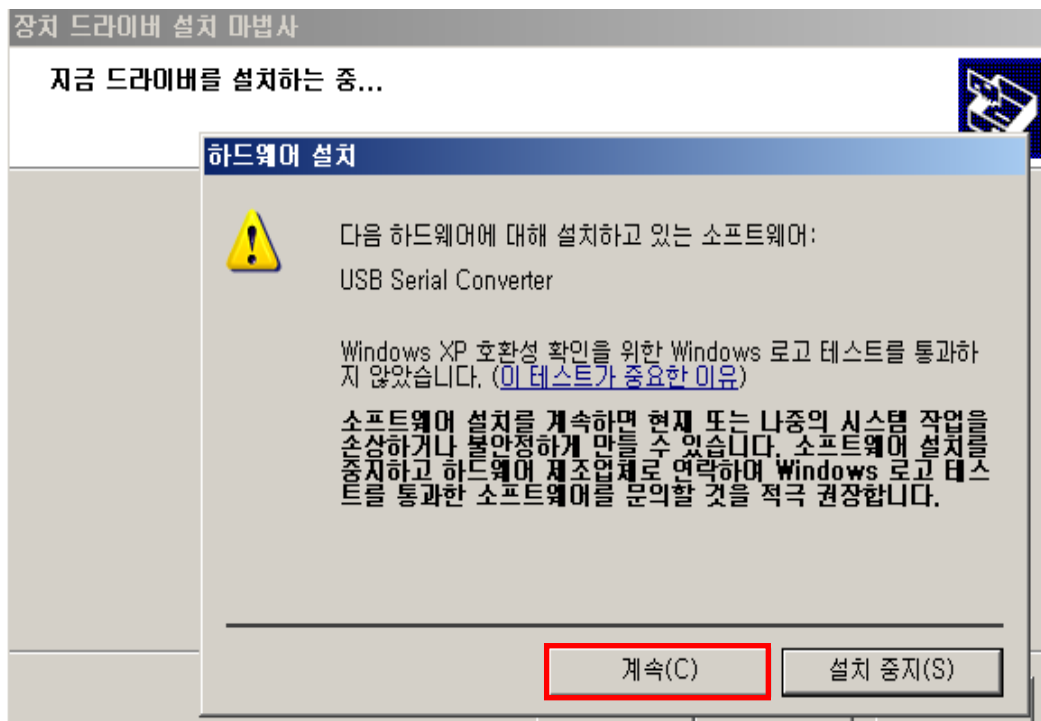 장치 드라이버 설치 마법사
지금 드라이버를 설치하는 중...
하드웨어 설치
다음 하드웨어에 대해 설치하고 있는 소프트웨어:
USB Serial Converter
Windows XP 호환성 확인을 위한 Windows 로고 테스트를 통과하
지 않았습니다. (이 테스트가 중요한 이유)
소프트웨어 설치를 계속하면 현재 또는 나중의 시스템 작업을
손상하거나 불안정하게 만들 수 있습니다. 소프트웨어 설치를
중지하고 하드웨어 제조업체로 연락하여 Windows 로고 테스
트를 통과한 소프트웨어를 문의할 것을 적극 권장합니다.
계속(C)
설치 중지(S)